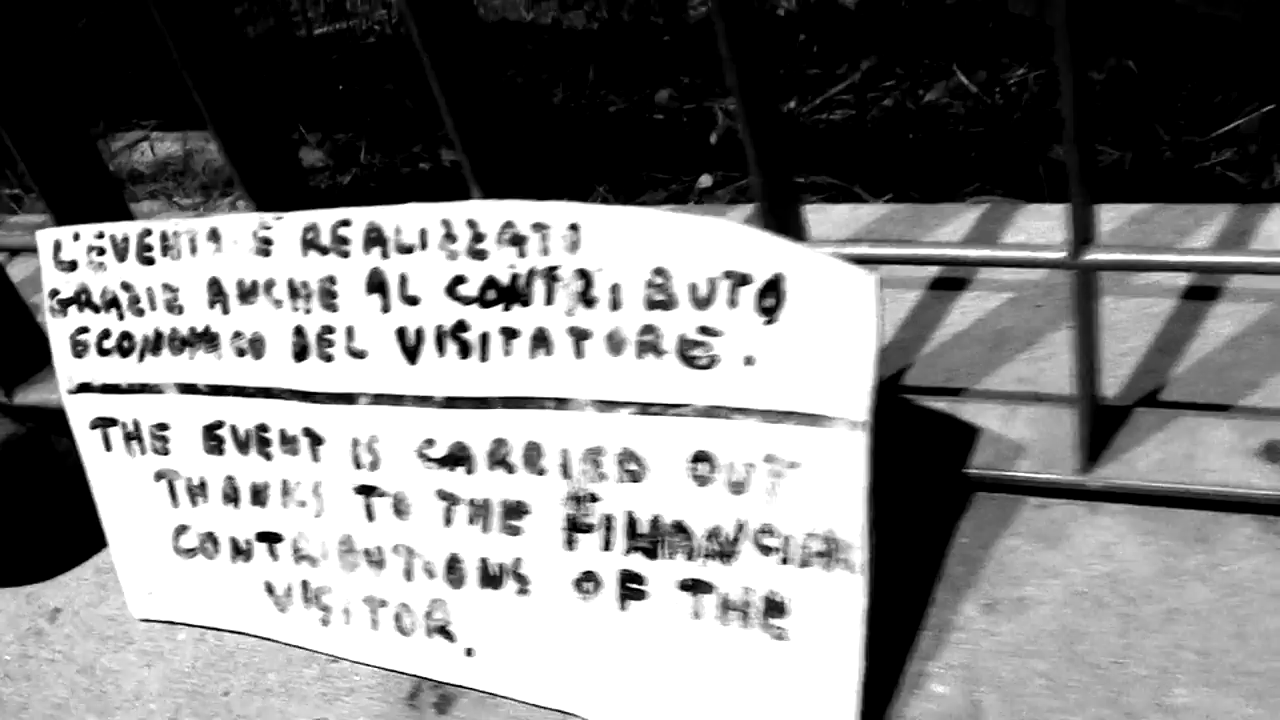 L'EVENTO È REALIZZATO
GRAZIE ANCHE AL CONTRIBUTO
ECONOMICO DEL VISITATORE.
THE EVENT IS CARRIED OUT
THANKS TO THE FINANCIAL
CONTRIBUTIONS OF THE
VISITOR.